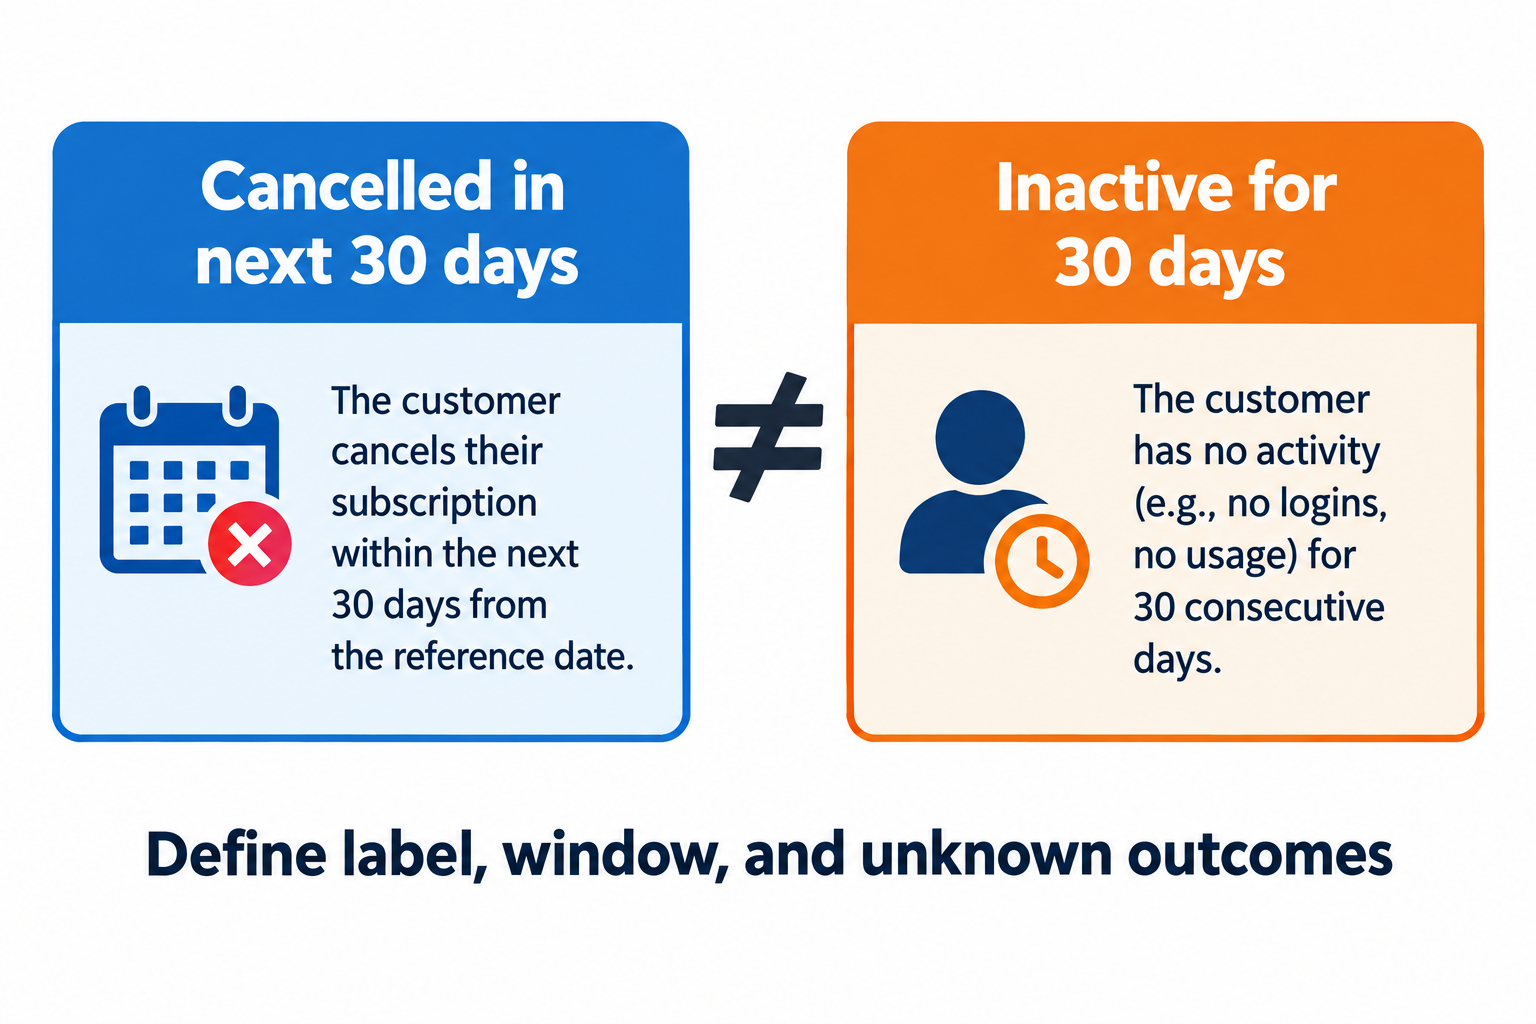 Cancelled in
next 30 days
The customer
cancels their
subscription
within the next
30 days from
the reference date.
≠
Inactive for
30 days
The customer
has no activity
(e.g., no logins,
no usage) for
30 consecutive
days.
Define label, window, and unknown outcomes